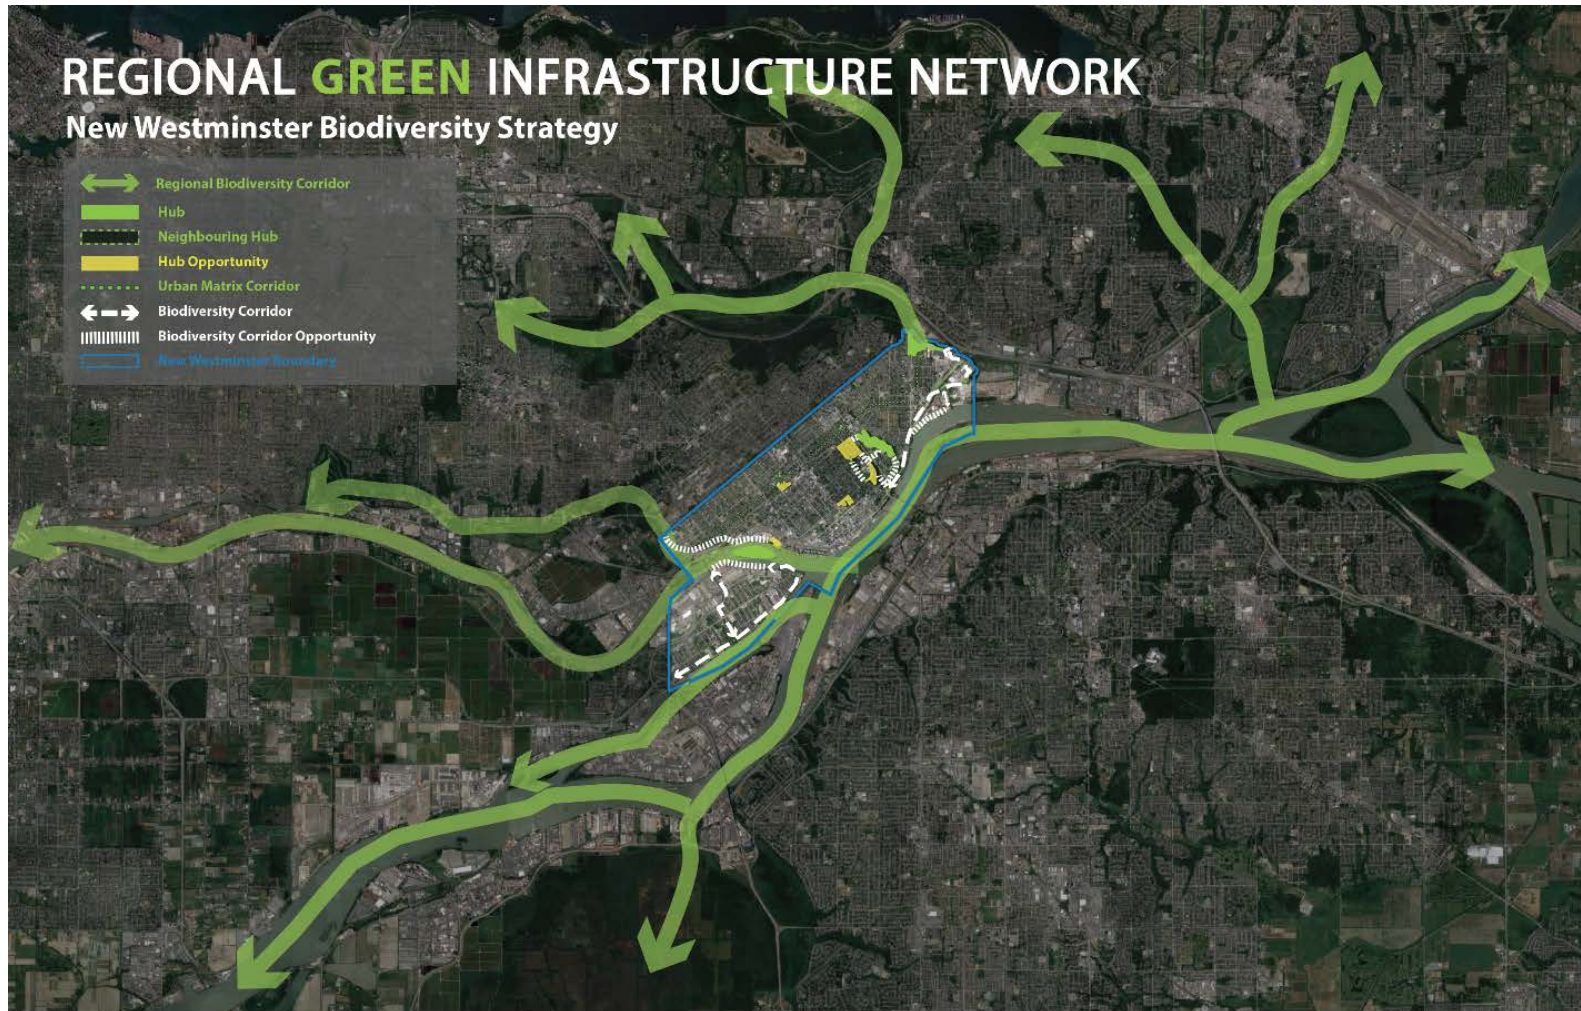 REGIONAL GREEN INFRASTRUCTURE NETWORK
New Westminster Biodiversity Strategy
Regional Biodiversity Corridor
Hub
Neighbouring Hub
Hub Opportunity
Urban Matrix Corridor
Biodiversity Corridor
Biodiversity Corridor Opportunity
New Westminster Boundary